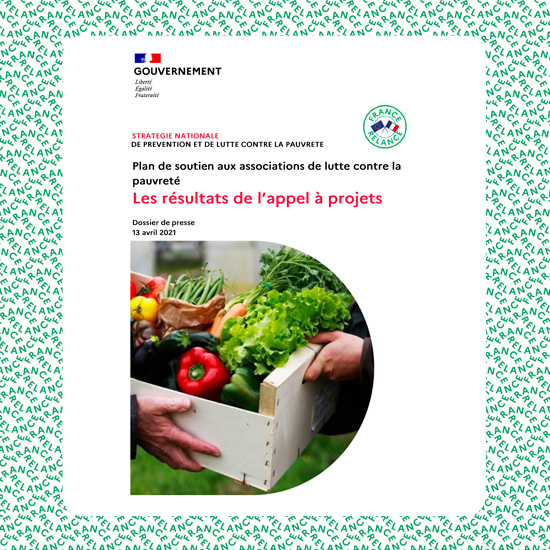 GOUVERNEMENT
Liberté
Égalité
Fraternité
FRANCE
RELANCE
STRATEGIE NATIONALE
DE PREVENTION ET DE LUTTE CONTRE LA PAUVRETE
Plan de soutien aux associations de lutte contre la
pauvreté
Les résultats de l'appel à projets
Dossier de presse
13 avril 2021